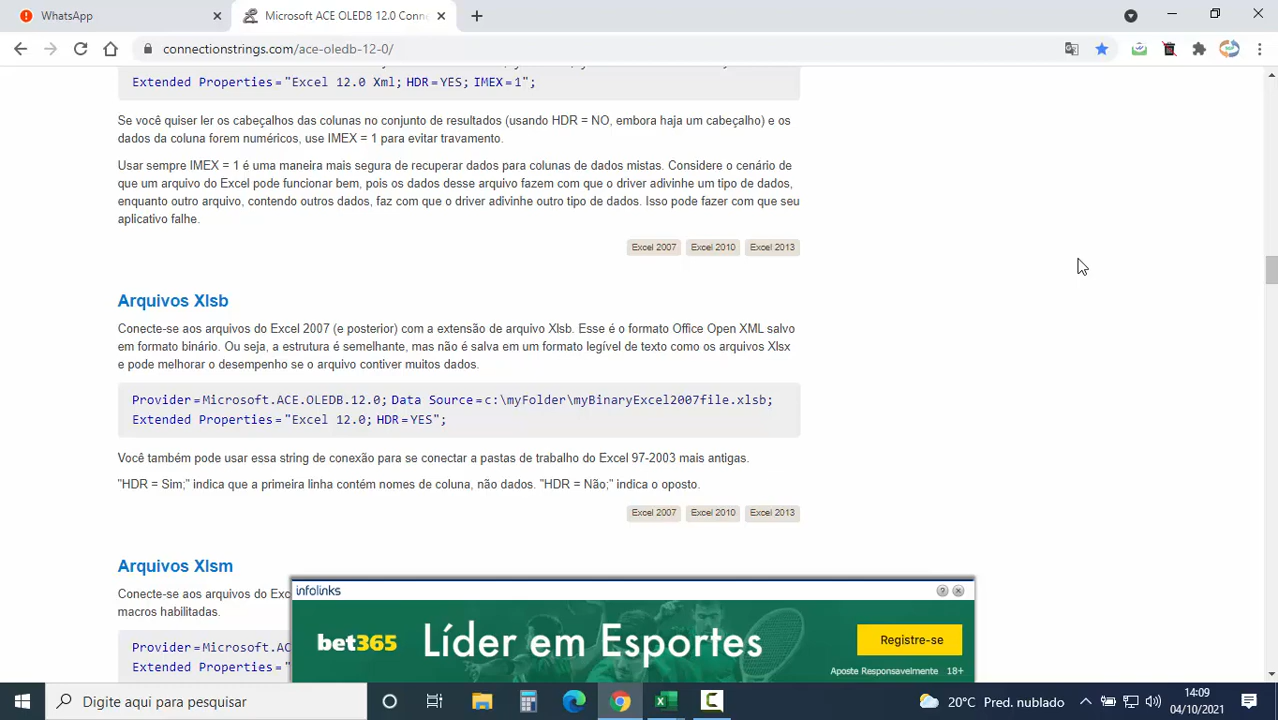 WhatsApp
Microsoft ACE OLEDB 12.0 Conne
connectionstrings.com/ace-oledb-12-0/
Extended Properties="Excel 12.0 Xml; HDR=YES; IMEX=1";
Se você quiser ler os cabeçalhos das colunas no conjunto de resultados (usando HDR = NO, embora haja um cabeçalho) e os
dados da coluna forem numéricos, use IMEX = 1 para evitar travamento.
Usar sempre IMEX = 1 é uma maneira mais segura de recuperar dados para colunas de dados mistas. Considere o cenário de
que um arquivo do Excel pode funcionar bem, pois os dados desse arquivo fazem com que o driver adivinhe um tipo de dados,
enquanto outro arquivo, contendo outros dados, faz com que o driver adivinhe outro tipo de dados. Isso pode fazer com que seu
aplicativo falhe.
Excel 2007 Excel 2010 Excel 2013
Arquivos Xlsb
Conecte-se aos arquivos do Excel 2007 (e posterior) com a extensão de arquivo Xlsb. Esse é o formato Office Open XML salvo
em formato binário. Ou seja, a estrutura é semelhante, mas não é salva em um formato legível de texto como os arquivos Xlsx
e pode melhorar o desempenho se o arquivo contiver muitos dados.
Provider=Microsoft.ACE.OLEDB.12.0; Data Source=c:\myFolder\myBinaryExcel2007file.xlsb;
Extended Properties="Excel 12.0; HDR=YES";
Você também pode usar essa string de conexão para se conectar a pastas de trabalho do Excel 97-2003 mais antigas.
"HDR = Sim;" indica que a primeira linha contém nomes de coluna, não dados. "HDR = Não;" indica o oposto.
Excel 2007 Excel 2010 Excel 2013
Arquivos Xlsm
Conecte-se aos arquivos do Exc
macros habilitadas.
Provider=Microsoft.AC
Extended Properties="
infolinks
bet365 Líder em Esportes Registre-se
Aposte Responsavelmente 18+
Digite aqui para pesquisar
20°C Pred. nublado
14:09
04/10/2021